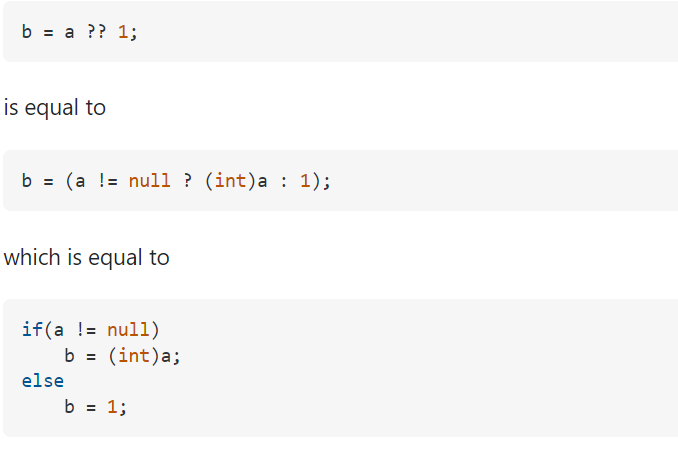 b = a ?? 1;
is equal to
b = (a != null ? (int)a : 1);
which is equal to
if(a != null)
    b = (int)a;
else
    b = 1;